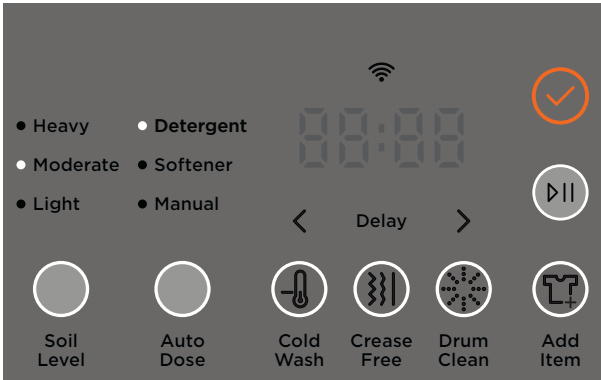 Heavy
Detergent
Moderate
Softener
Light
Manual
88:88
Delay
Soil
Level
Auto
Dose
Cold
Wash
Crease
Free
Drum
Clean
Add
Item